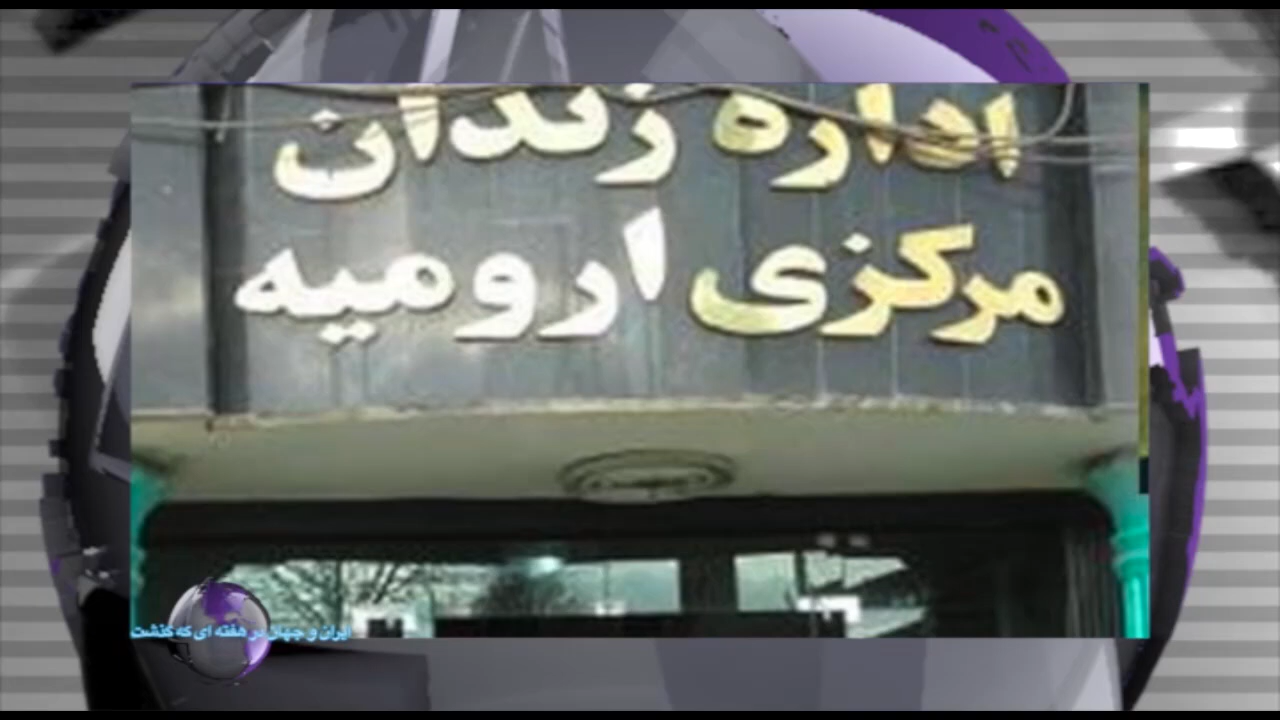 اداره زندان
مرکزی ارومیه
ایران و جهان در هفته ای که گذشت